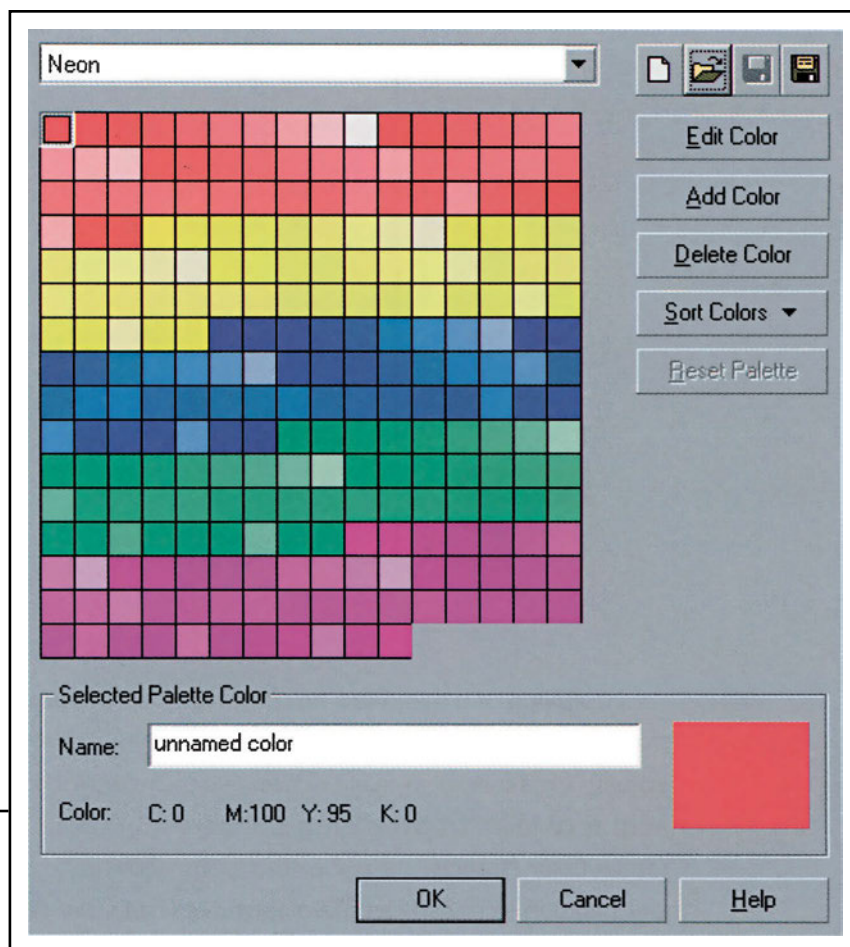 Neon
Edit Color
Add Color
Delete Color
Sort Colors
Reset Palette
Selected Palette Color
Name: unnamed color
Color: C: 0 M:100 Y: 95 K: 0
OK Cancel Help